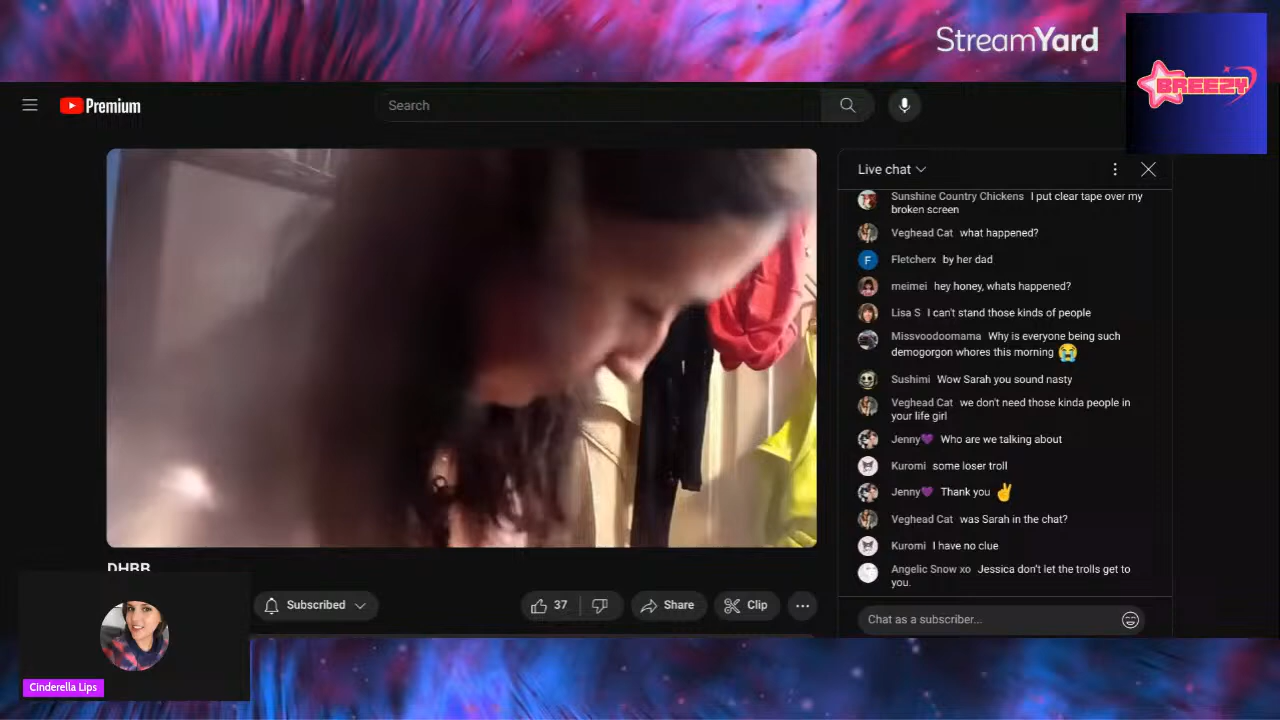 StreamYard
BREEZY
Premium
Search
Live chat
Sunshine Country Chickens I put clear tape over my
broken screen
Veghead Cat what happened?
F
Fletcherx by her dad
meimei hey honey, whats happened?
Lisa S I can't stand those kinds of people
Missvoodoomama Why is everyone being such
demogorgon whores this morning 😭
Sushimi Wow Sarah you sound nasty
Veghead Cat we don't need those kinda people in
your life girl
Jenny💜 Who are we talking about
Kuromi some loser troll
Jenny💜 Thank you ✌️
Veghead Cat was Sarah in the chat?
Kuromi I have no clue
Angelic Snow xo Jessica don't let the trolls get to
you.
Chat as a subscriber...
DHBB
Subscribed
37
Share
Clip
Cinderella Lips